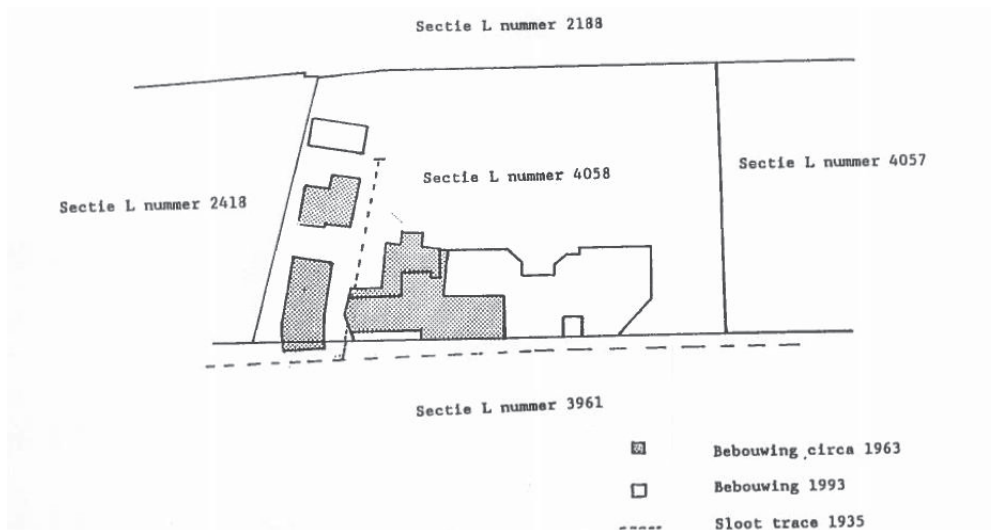 Sectie L nummer 2188
Sectie L nummer 4057
Sectie L nummer 4058
Sectie L nummer 2418
Sectie L nummer 3961
Bebouwing circa 1963
Bebouwing 1993
Sloot trace 1935